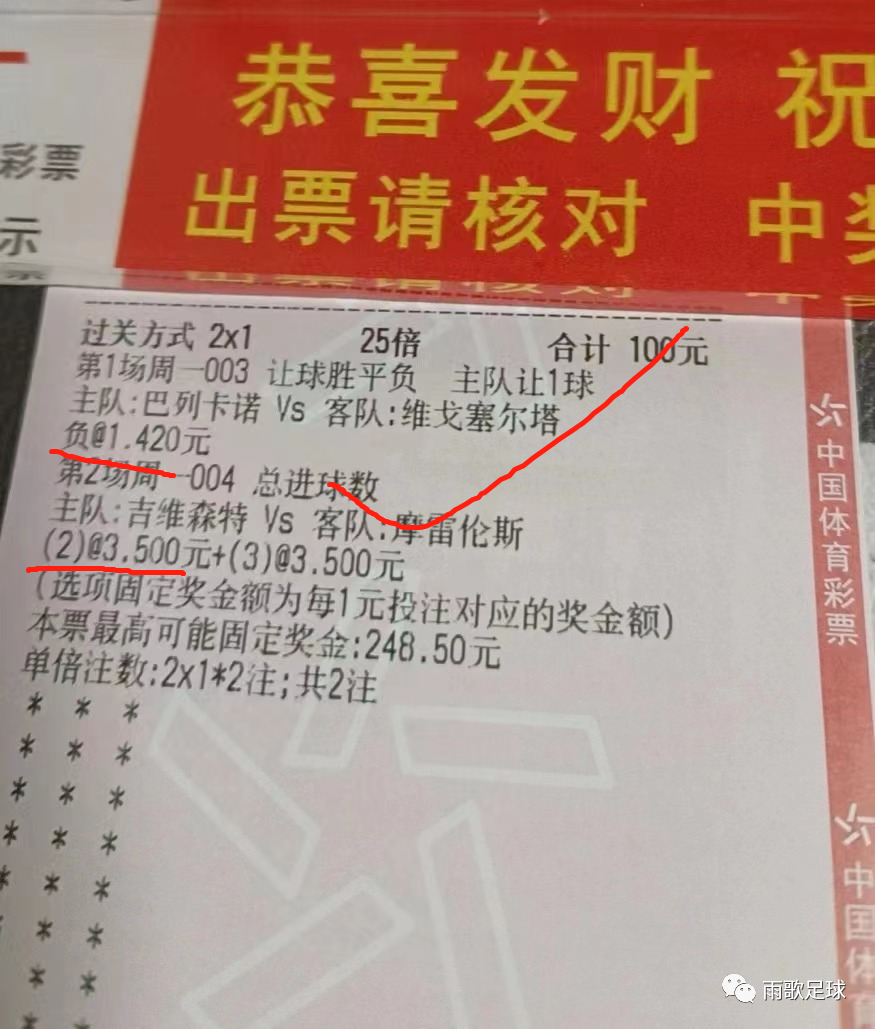 恭喜发财 祝
彩票
出票请核对 中奖
示
过关方式 2x1 25倍 合计 100元
第1场周一003 让球胜平负 主队让1球
主队:巴列卡诺 Vs 客队:维戈塞尔塔
负@1.420元
第2场周一004 总进球数
主队:吉维森特 Vs 客队:摩雷伦斯
(2)@3.500元+(3)@3.500元
(选项固定奖金额为每1元投注对应的奖金额)
本票最高可能固定奖金:248.50元
单倍注数:2x1*2注;共2注
* * *
* * *
* * *
* * *
* * *
* * *
* *
* *
中国体育彩票
中国体育
雨歌足球